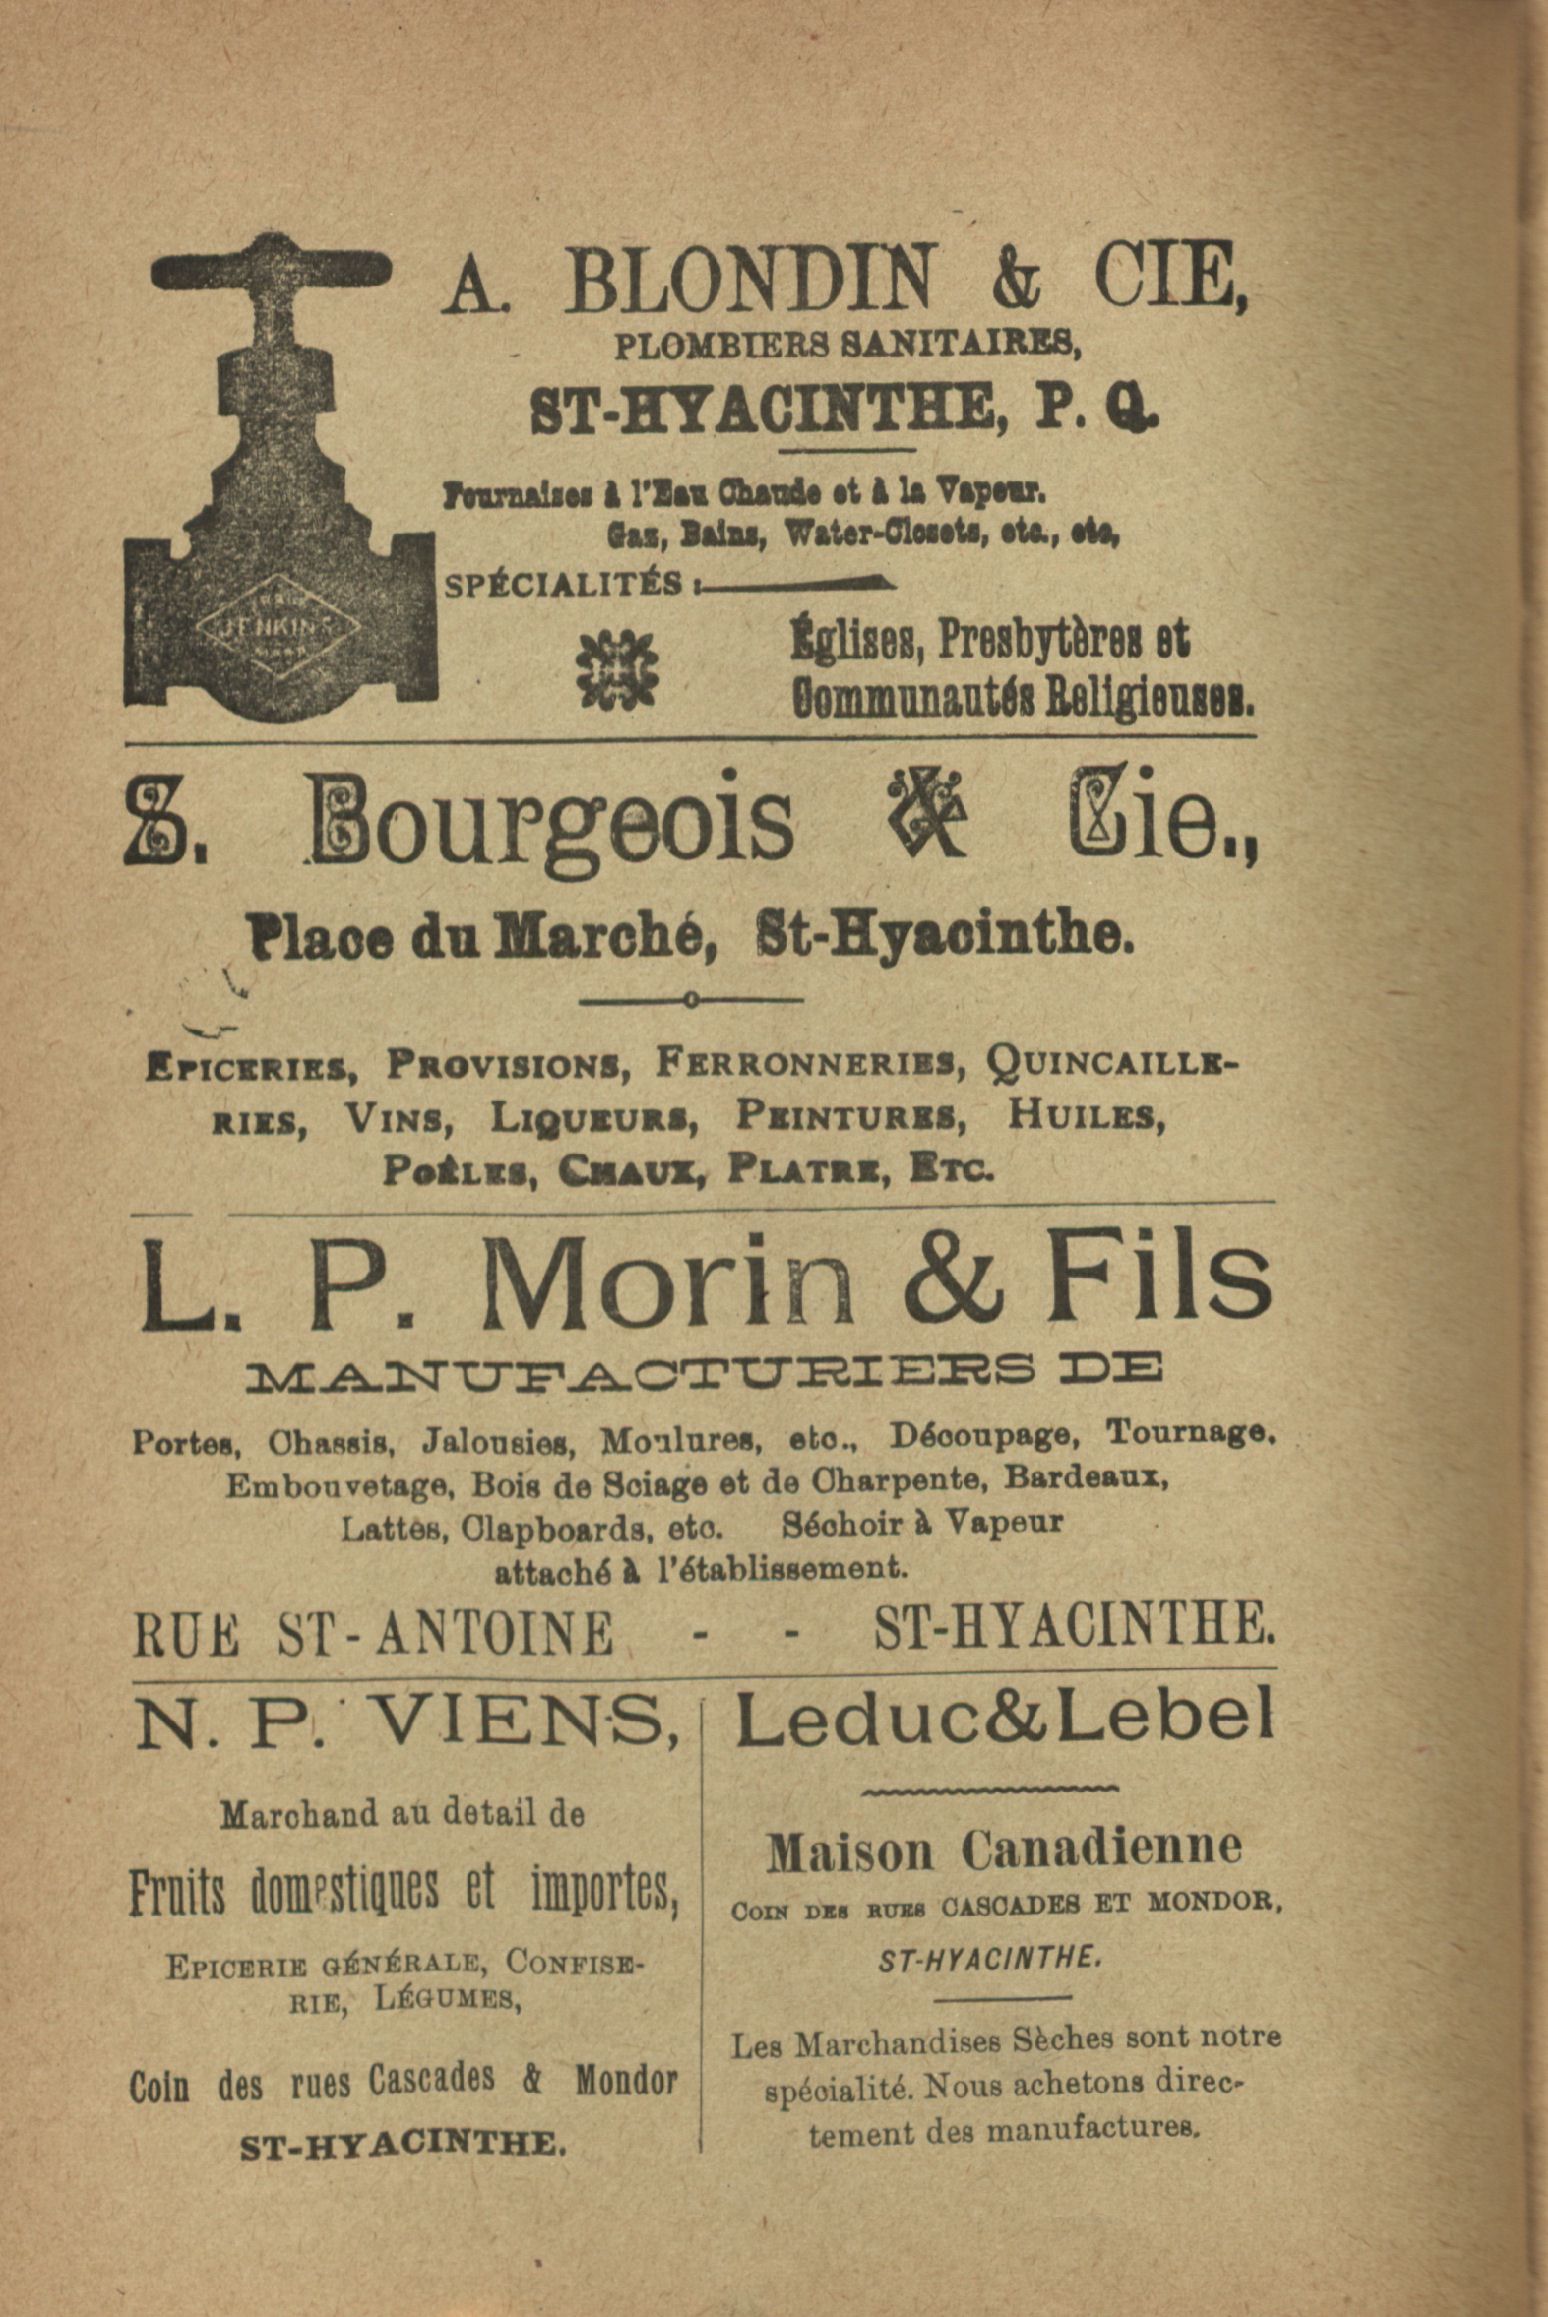 A. BLONDIN & CIE,
PLOMBIERS SANITAIRES,
ST-HYACINTHE, P. Q.
Fournaises à l'Eau Chaude et à la Vapeur.
Gaz, Bains, Water-Closets, etc., etc,
SPÉCIALITÉS :
JENKINS
Églises, Presbytères et
Communautés Religieuses.
S. Bourgeois & Cie.,
Place du Marché, St-Hyacinthe.
EPICERIES, PROVISIONS, FERRONNERIES, QUINCAILLE-
RIES, VINS, LIQUEURS, PEINTURES, HUILES,
POÊLES, CHAUX, PLATRE, ETC.
L. P. Morin & Fils
MANUFACTURIERS DE
Portes, Chassis, Jalousies, Moulures, etc., Découpage, Tournage,
Embouvetage, Bois de Sciage et de Charpente, Bardeaux,
Lattes, Clapboards, etc. Séchoir à Vapeur
attaché à l'établissement.
RUE ST-ANTOINE - - ST-HYACINTHE.
N. P. VIENS,
Marchand au detail de
Fruits domestiques et importes,
EPICERIE GÉNÉRALE, CONFISE-
RIE, LÉGUMES,
Coin des rues Cascades & Mondor
ST-HYACINTHE.
Leduc & Lebel
Maison Canadienne
COIN DES RUES CASCADES ET MONDOR,
ST-HYACINTHE.
Les Marchandises Sèches sont notre
spécialité. Nous achetons direc-
tement des manufactures.